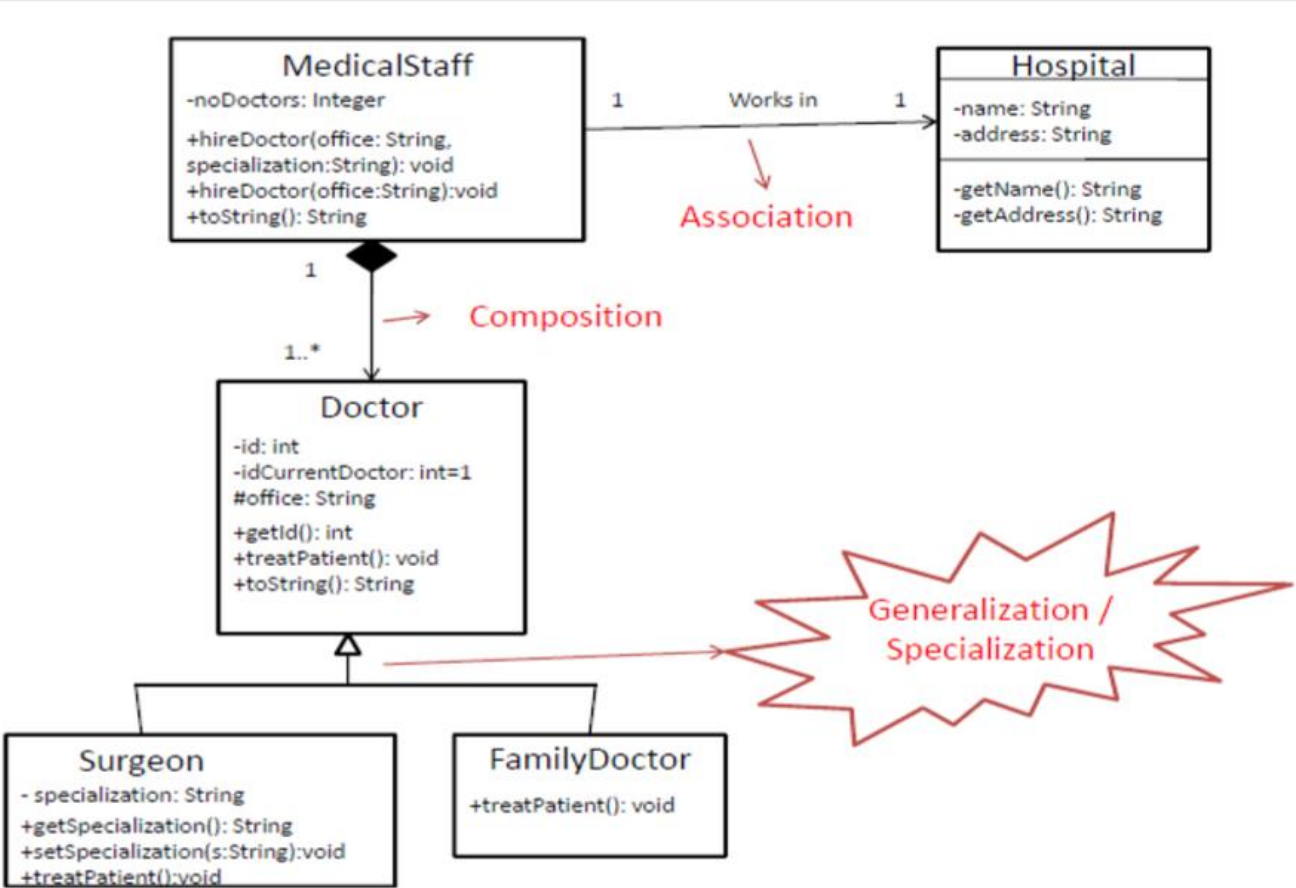 MedicalStaff
-noDoctors: Integer
+hireDoctor(office: String,
specialization:String): void
+hireDoctor(office:String):void
+toString(): String
1 Works in 1
Association
Hospital
-name: String
-address: String
-getName(): String
-getAddress(): String
1
Composition
1..*
Doctor
-id: int
-idCurrentDoctor: int=1
#office: String
+getId(): int
+treatPatient(): void
+toString(): String
Generalization /
Specialization
Surgeon
- specialization: String
+getSpecialization(): String
+setSpecialization(s:String):void
+treatPatient():void
FamilyDoctor
+treatPatient(): void